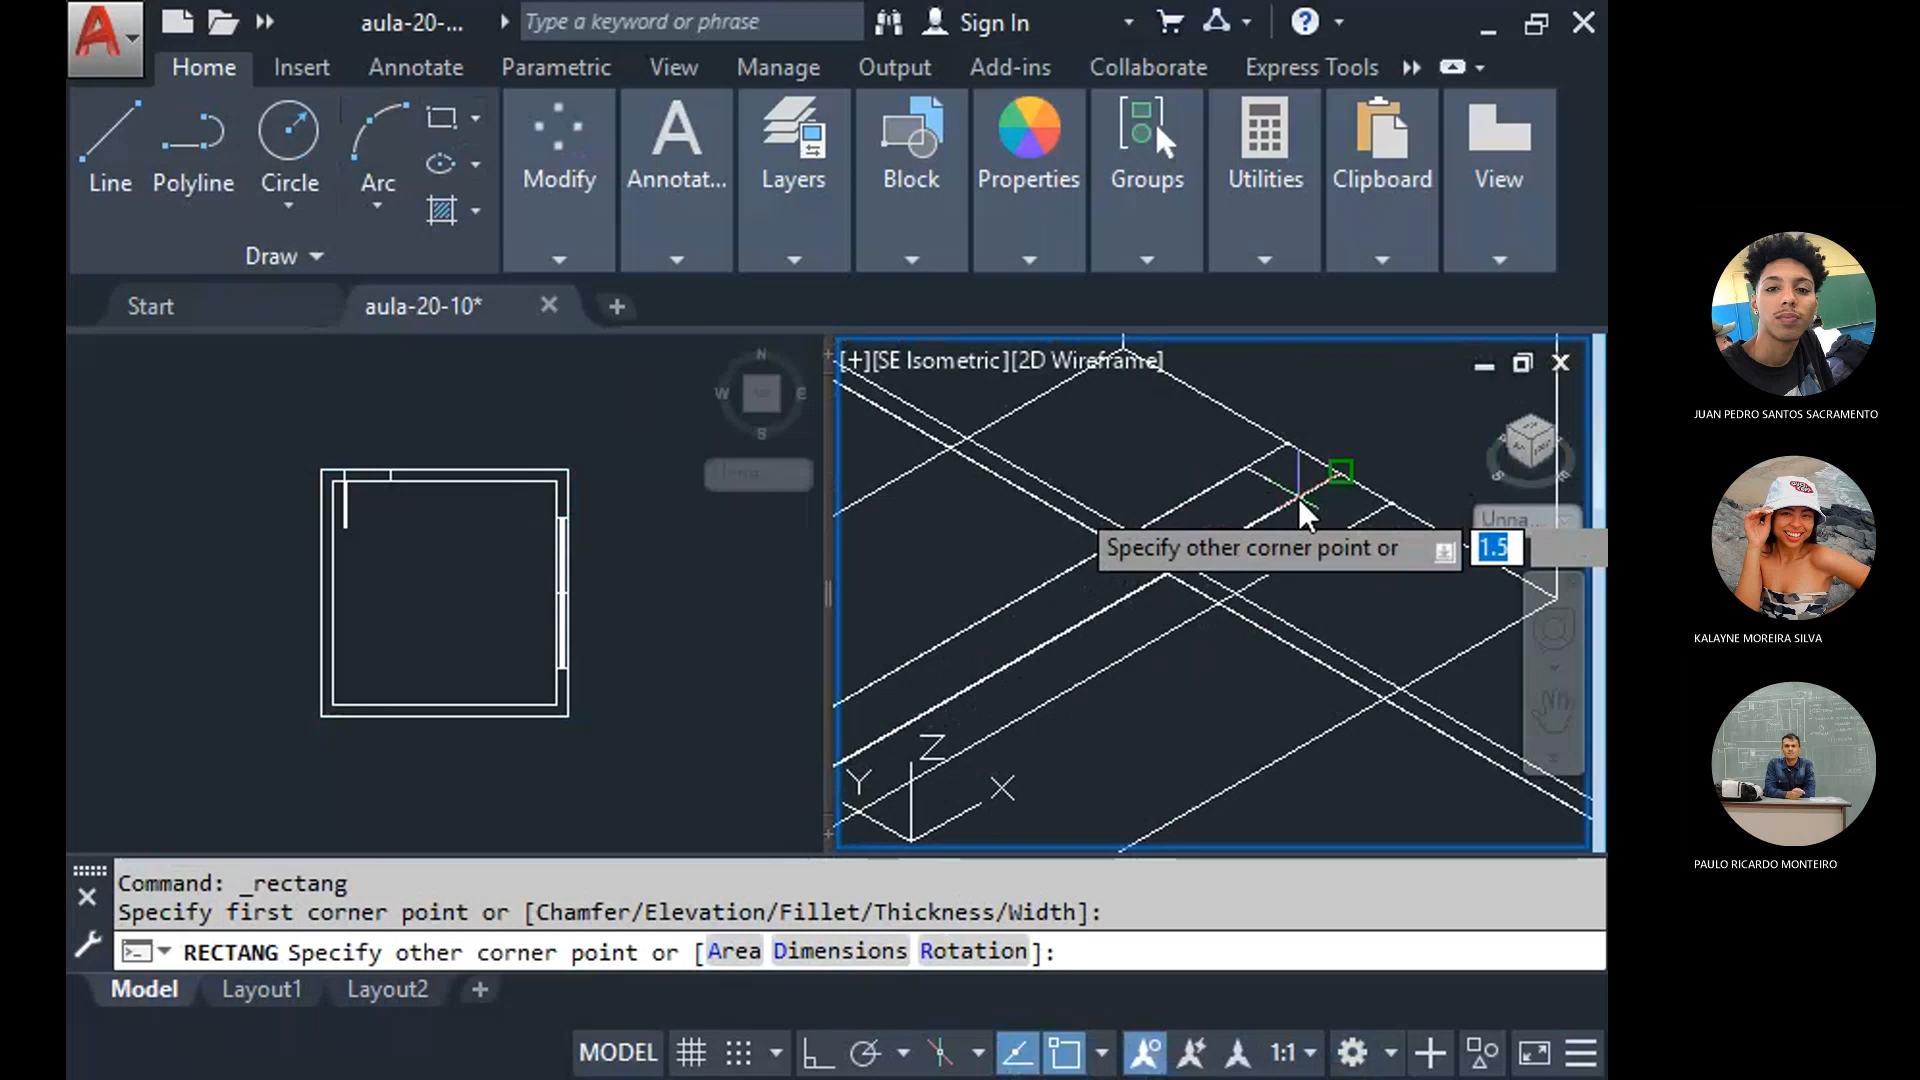 aula-20-...
Type a keyword or phrase
Sign In
Home
Insert
Annotate
Parametric
View
Manage
Output
Add-ins
Collaborate
Express Tools
Line
Polyline
Circle
Arc
Modify
Annotat...
Layers
Block
Properties
Groups
Utilities
Clipboard
View
Draw
Start
aula-20-10*
[+][SE Isometric][2D Wireframe]
N
W
E
S
Unna...
Specify other corner point or
1.5
Z
Y
X
Command: _rectang
Specify first corner point or [Chamfer/Elevation/Fillet/Thickness/Width]:
RECTANG Specify other corner point or [Area Dimensions Rotation]:
Model
Layout1
Layout2
MODEL
1:1
JUAN PEDRO SANTOS SACRAMENTO
KALAYNE MOREIRA SILVA
PAULO RICARDO MONTEIRO